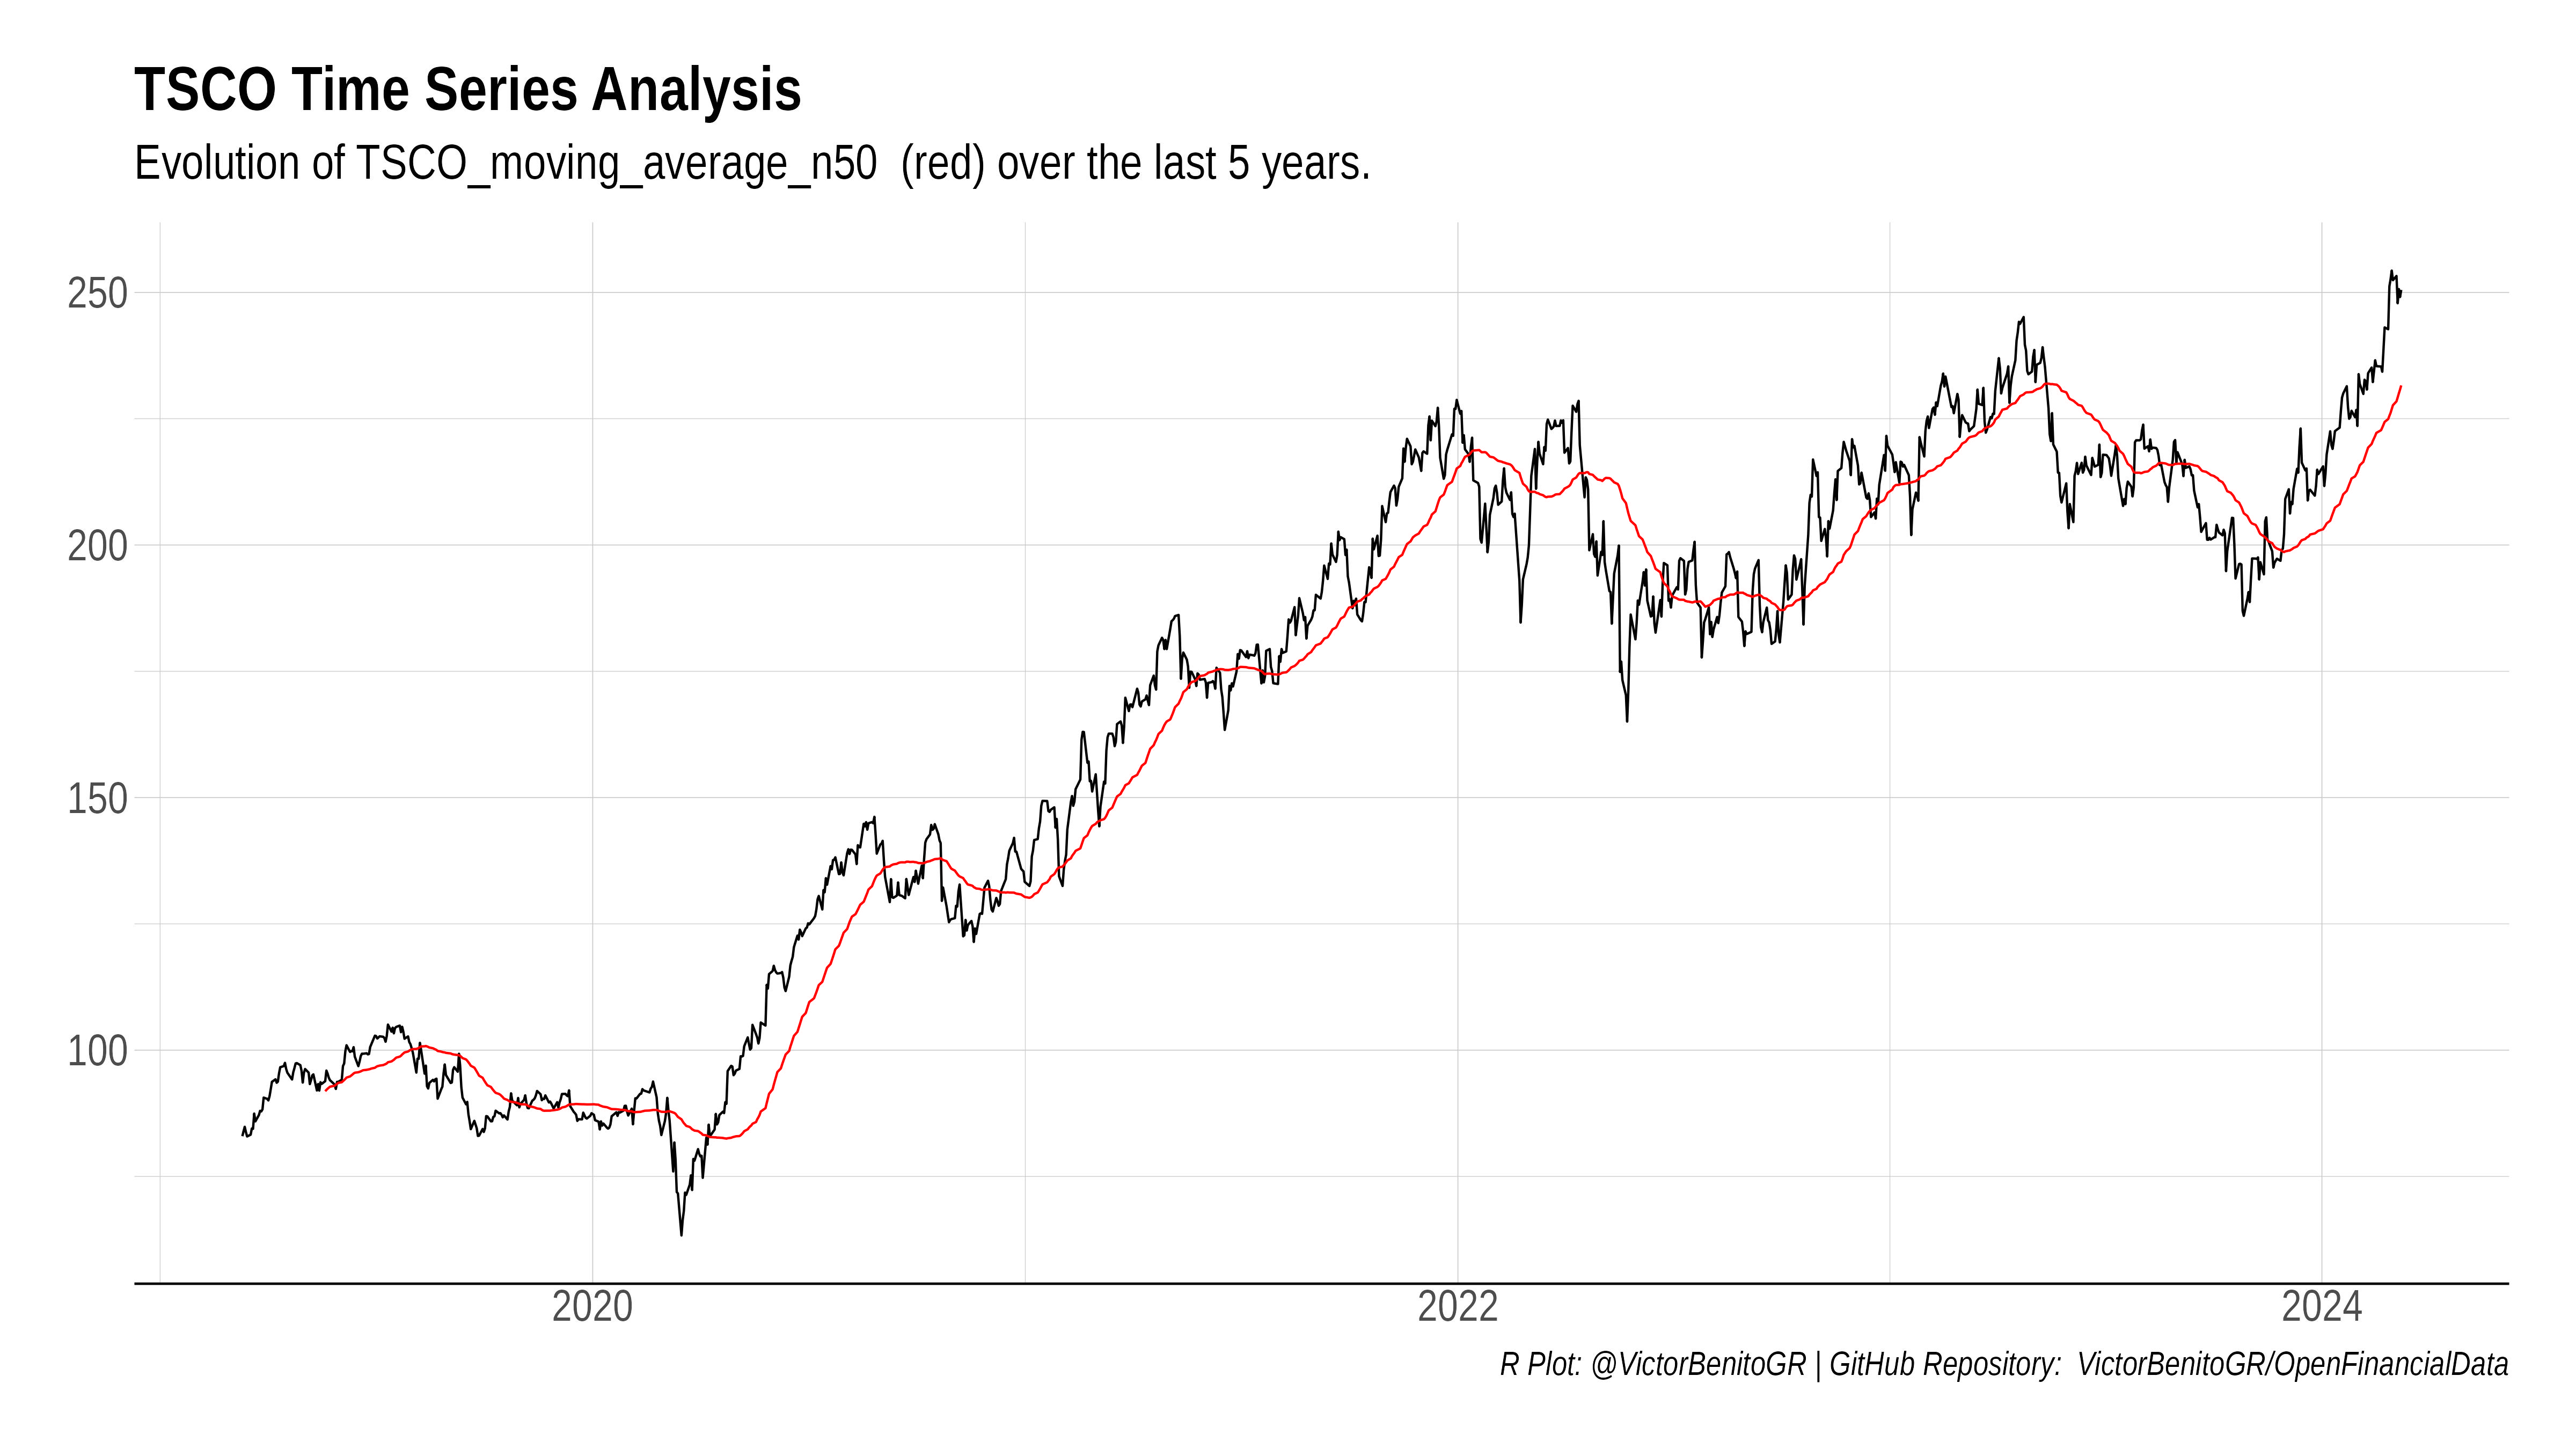 TSCO Time Series Analysis
Evolution of TSCO_moving_average_n50  (red) over the last 5 years.
250
200
150
100
2020 2022 2024
R Plot: @VictorBenitoGR | GitHub Repository:  VictorBenitoGR/OpenFinancialData